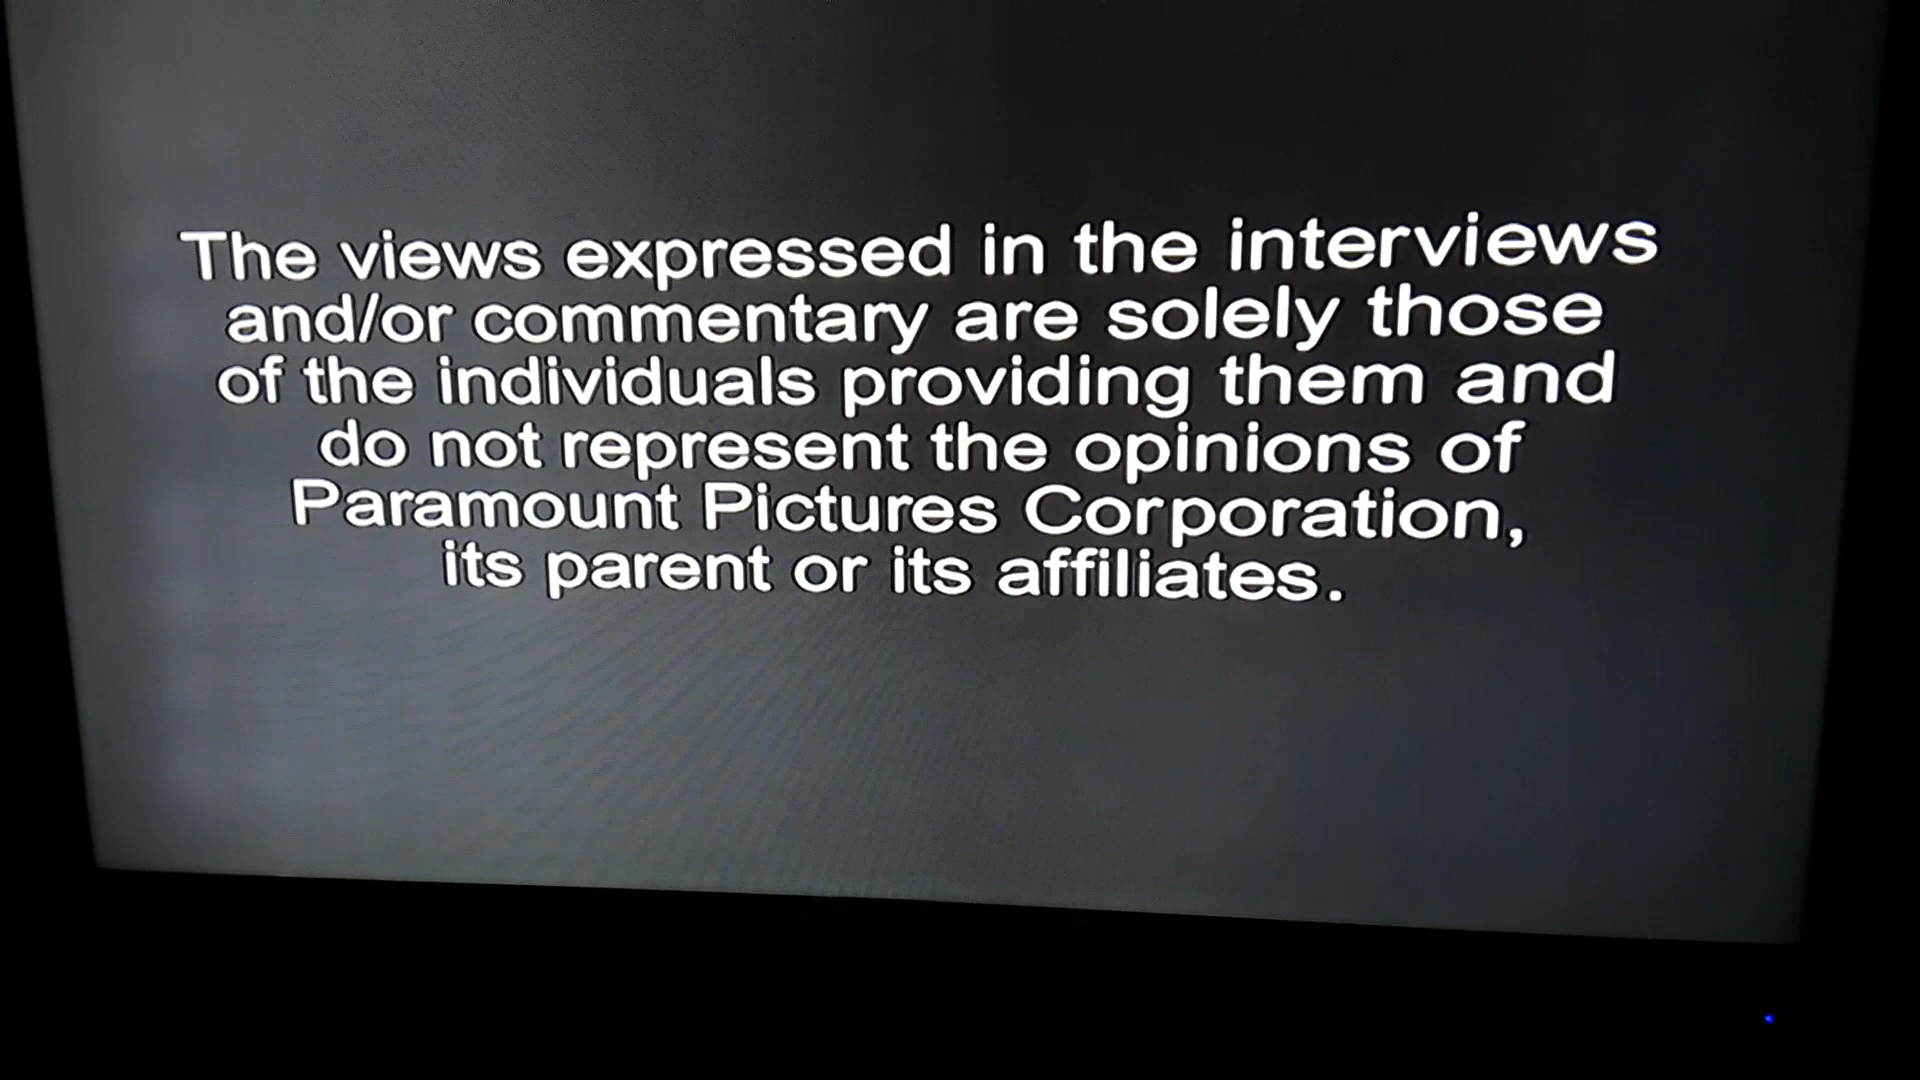 The views expressed in the interviews
and/or commentary are solely those
of the individuals providing them and
do not represent the opinions of
Paramount Pictures Corporation,
its parent or its affiliates.